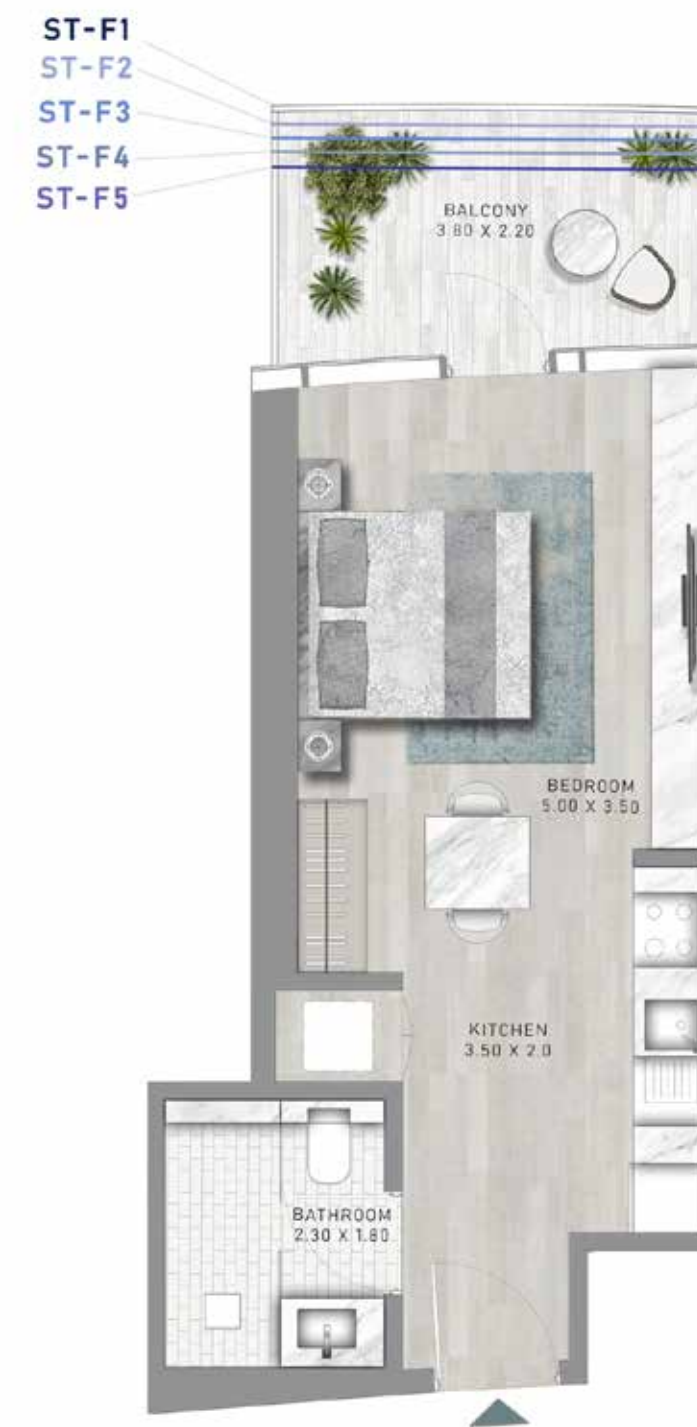 ST-F1
ST-F2
ST-F3
ST-F4
ST-F5
BALCONY
3.80 X 2.20
BEDROOM
5.00 X 3.50
KITCHEN
3.50 X 2.0
BATHROOM
2.30 X 1.80